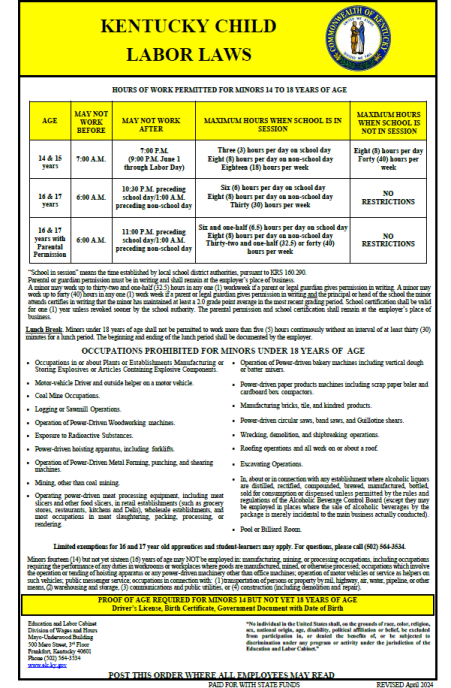 KENTUCKY CHILD
LABOR LAWS
HOURS OF WORK PERMITTED FOR MINORS 14 TO 18 YEARS OF AGE
AGE
MAY NOT WORK BEFORE
MAY NOT WORK AFTER
MAXIMUM HOURS WHEN SCHOOL IS IN SESSION
MAXIMUM HOURS WHEN SCHOOL IS NOT IN SESSION
14 & 15 years
7:00 A.M.
7:00 P.M.
(9:00 P.M. June 1
through Labor Day)
Three (3) hours per day on school day
Eight (8) hours per day on non-school day
Eighteen (18) hours per week
Eight (8) hours per day
Forty (40) hours per
week
16 & 17
years
6:00 A.M.
10:30 P.M. preceding
school day/1:00 A.M.
preceding non-school day
Six (6) hours per day on school day
Eight (8) hours per day on non-school day
Thirty (30) hours per week
NO
RESTRICTIONS
16 & 17
years with
Parental
Permission
6:00 A.M.
11:00 P.M. preceding
school day/1:00 A.M.
preceding non-school day
Six and one-half (6.5) hours per day on school day
Eight (8) hours per day on non-school day
Thirty-two and one-half (32.5) or forty (40)
hours per week
NO
RESTRICTIONS
"School in session" means the time established by local school district authorities, pursuant to KRS 160.290.
Parental or guardian permission must be in writing and shall remain at the employer's place of business.
A minor may work up to thirty-two and one-half (32.5) hours in any one (1) workweek if a parent or legal guardian gives permission in writing. A minor may
work up to forty (40) hours in any one (1) work week if a parent or legal guardian gives permission in writing and the principal or head of the school the minor
attends certifies in writing that the minor has maintained at least a 2.0 grade point average in the most recent grading period. School certification shall be valid
for one (1) year unless revoked sooner by the school authority. The parental permission and school certification shall remain at the employer's place of
business.
Lunch Break. Minors under 18 years of age shall not be permitted to work more than five (5) hours continuously without an interval of at least thirty (30)
minutes for a lunch period. The beginning and ending of the lunch period shall be documented by the employer.
OCCUPATIONS PROHIBITED FOR MINORS UNDER 18 YEARS OF AGE
• Occupations in or about Plants or Establishments Manufacturing or
Storing Explosives or Articles Containing Explosive Components.
• Motor-vehicle Driver and outside helper on a motor vehicle.
• Coal Mine Occupations.
• Logging or Sawmill Operations.
• Operation of Power-Driven Woodworking machines.
• Exposure to Radioactive Substances.
• Power-driven hoisting apparatus, including forklifts.
• Operation of Power-Driven Metal Forming, punching, and shearing
machines.
• Mining, other than coal mining.
• Operating power-driven meat processing equipment, including meat
slicers and other food slicers, in retail establishments (such as grocery
stores, restaurants, kitchens and Delis), wholesale establishments, and
most occupations in meat slaughtering, packing, processing, or
rendering.
• Operation of Power-driven bakery machines including vertical dough
or batter mixers.
• Power-driven paper products machines including scrap paper baler and
cardboard box compactors.
• Manufacturing bricks, tile, and kindred products.
• Power-driven circular saws, band saws, and Guillotine shears.
• Wrecking, demolition, and shipbreaking operations.
• Roofing operations and all work on or about a roof.
• Excavating Operations.
• In, about or in connection with any establishment where alcoholic liquors
are distilled, rectified, compounded, brewed, manufactured, bottled,
sold for consumption or dispensed unless permitted by the rules and
regulations of the Alcoholic Beverage Control Board (except they may
be employed in places where the sale of alcoholic beverages by the
package is merely incidental to the main business actually conducted).
• Pool or Billiard Room.
Limited exemptions for 16 and 17 year old apprentices and student-learners may apply. For questions, please call (502) 564-3534.
Minors fourteen (14) but not yet sixteen (16) years of age may NOT be employed in: manufacturing, mining, or processing occupations, including occupations
requiring the performance of any duties in workrooms or workplaces where goods are manufactured, mined, or otherwise processed; occupations which involve
the operation or tending of hoisting apparatus or any power-driven machinery other than office machines; operation of motor vehicles or service as helpers on
such vehicles; public messenger service; occupations in connection with: (1) transportation of persons or property by rail, highway, air, water, pipeline, or other
means, (2) warehousing and storage, (3) communications and public utilities, or (4) construction (including demolition and repair).
PROOF OF AGE REQUIRED FOR MINORS 14 BUT NOT YET 18 YEARS OF AGE
Driver's License, Birth Certificate, Government Document with Date of Birth
Education and Labor Cabinet
Division of Wages and Hours
Mayo-Underwood Building
500 Mero Street, 3rd Floor
Frankfort, Kentucky 40601
Phone (502) 564-3534
www.elc.ky.gov
"No individual in the United States shall, on the grounds of race, color, religion,
sex, national origin, age, disability, political affiliation or belief, be excluded
from participation in, or denied the benefits of, or be subjected to
discrimination under any program or activity under the jurisdiction of the
Education and Labor Cabinet."
POST THIS ORDER WHERE ALL EMPLOYEES MAY READ
PAID FOR WITH STATE FUNDS
REVISED April 2024